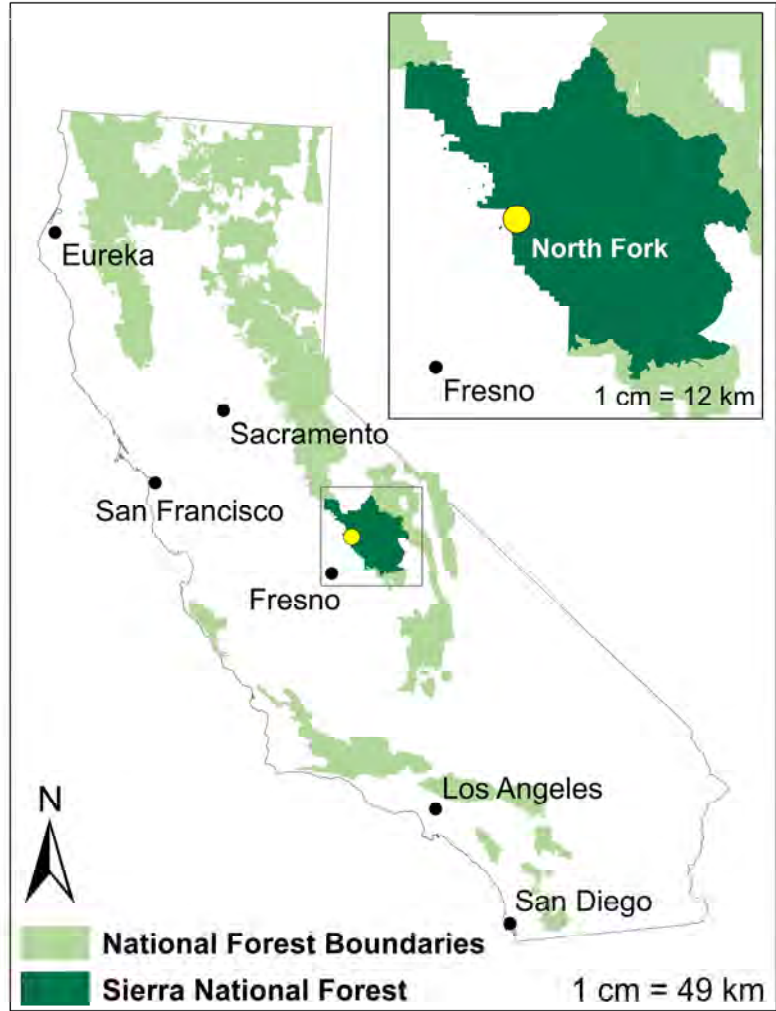 North Fork
Fresno
1 cm = 12 km
Eureka
Sacramento
San Francisco
Fresno
Los Angeles
San Diego
N
National Forest Boundaries
Sierra National Forest
1 cm = 49 km